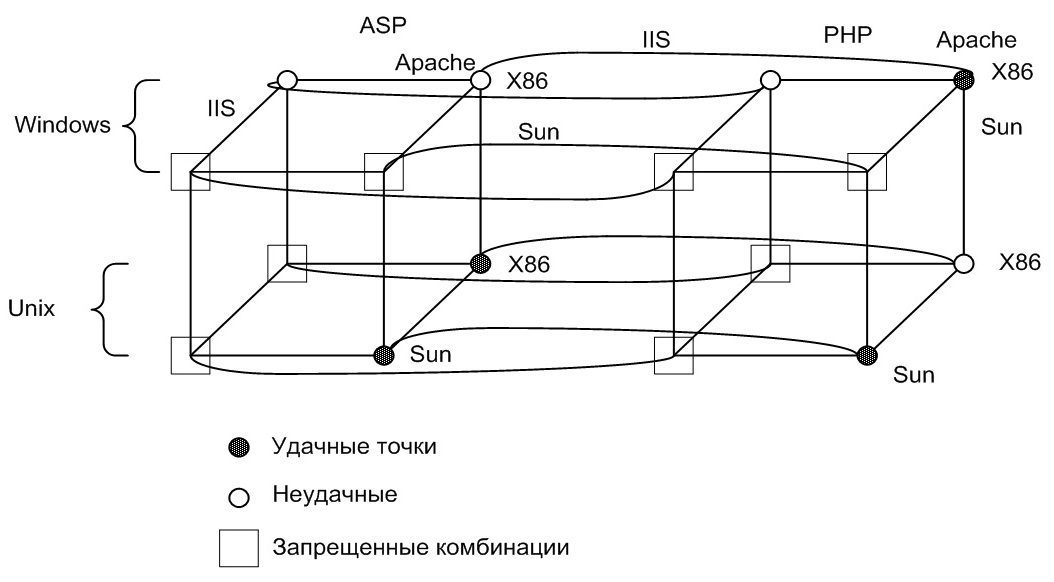 ASP
IIS
PHP
Apache
Apache
X86
X86
IIS
Windows
Sun
Sun
X86
X86
Unix
Sun
Sun
Удачные точки
Неудачные
Запрещенные комбинации